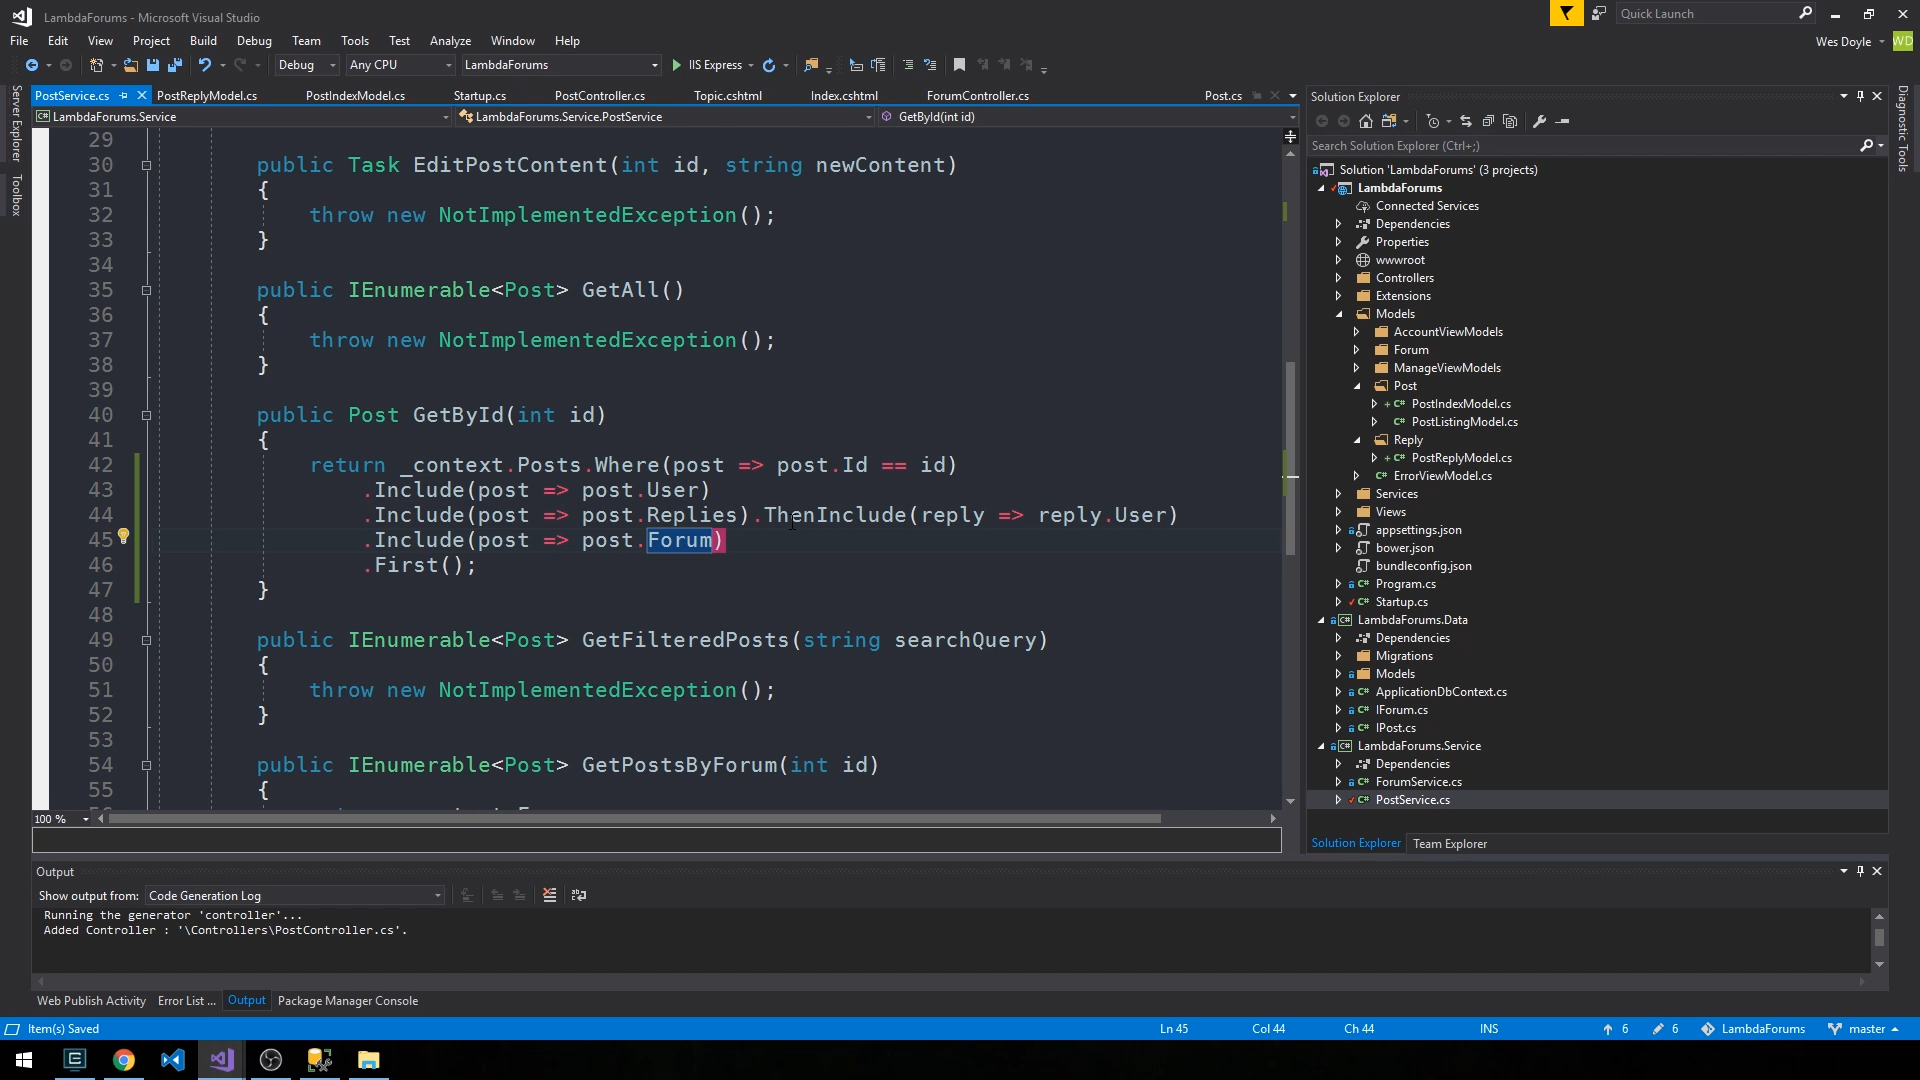 LambdaForums - Microsoft Visual Studio
Quick Launch
File Edit View Project Build Debug Team Tools Test Analyze Window Help
Wes Doyle WD
Debug Any CPU LambdaForums IIS Express
PostService.cs PostReplyModel.cs PostIndexModel.cs Startup.cs PostController.cs Topic.cshtml Index.cshtml ForumController.cs Post.cs
LambdaForums.Service LambdaForums.Service.PostService GetById(int id)
Server Explorer
Toolbox
29
30 public Task EditPostContent(int id, string newContent)
31 {
32 throw new NotImplementedException();
33 }
34
35 public IEnumerable<Post> GetAll()
36 {
37 throw new NotImplementedException();
38 }
39
40 public Post GetById(int id)
41 {
42 return _context.Posts.Where(post => post.Id == id)
43 .Include(post => post.User)
44 .Include(post => post.Replies).ThenInclude(reply => reply.User)
45 .Include(post => post.Forum)
46 .First();
47 }
48
49 public IEnumerable<Post> GetFilteredPosts(string searchQuery)
50 {
51 throw new NotImplementedException();
52 }
53
54 public IEnumerable<Post> GetPostsByForum(int id)
55 {
100 %
Solution Explorer
Search Solution Explorer (Ctrl+;)
Solution 'LambdaForums' (3 projects)
LambdaForums
Connected Services
Dependencies
Properties
wwwroot
Controllers
Extensions
Models
AccountViewModels
Forum
ManageViewModels
Post
PostIndexModel.cs
PostListingModel.cs
Reply
PostReplyModel.cs
ErrorViewModel.cs
Services
Views
appsettings.json
bower.json
bundleconfig.json
Program.cs
Startup.cs
LambdaForums.Data
Dependencies
Migrations
Models
ApplicationDbContext.cs
IForum.cs
IPost.cs
LambdaForums.Service
Dependencies
ForumService.cs
PostService.cs
Solution Explorer Team Explorer
Diagnostic Tools
Output
Show output from: Code Generation Log
Running the generator 'controller'...
Added Controller : '\Controllers\PostController.cs'.
Web Publish Activity Error List ... Output Package Manager Console
Item(s) Saved Ln 45 Col 44 Ch 44 INS 6 6 LambdaForums master